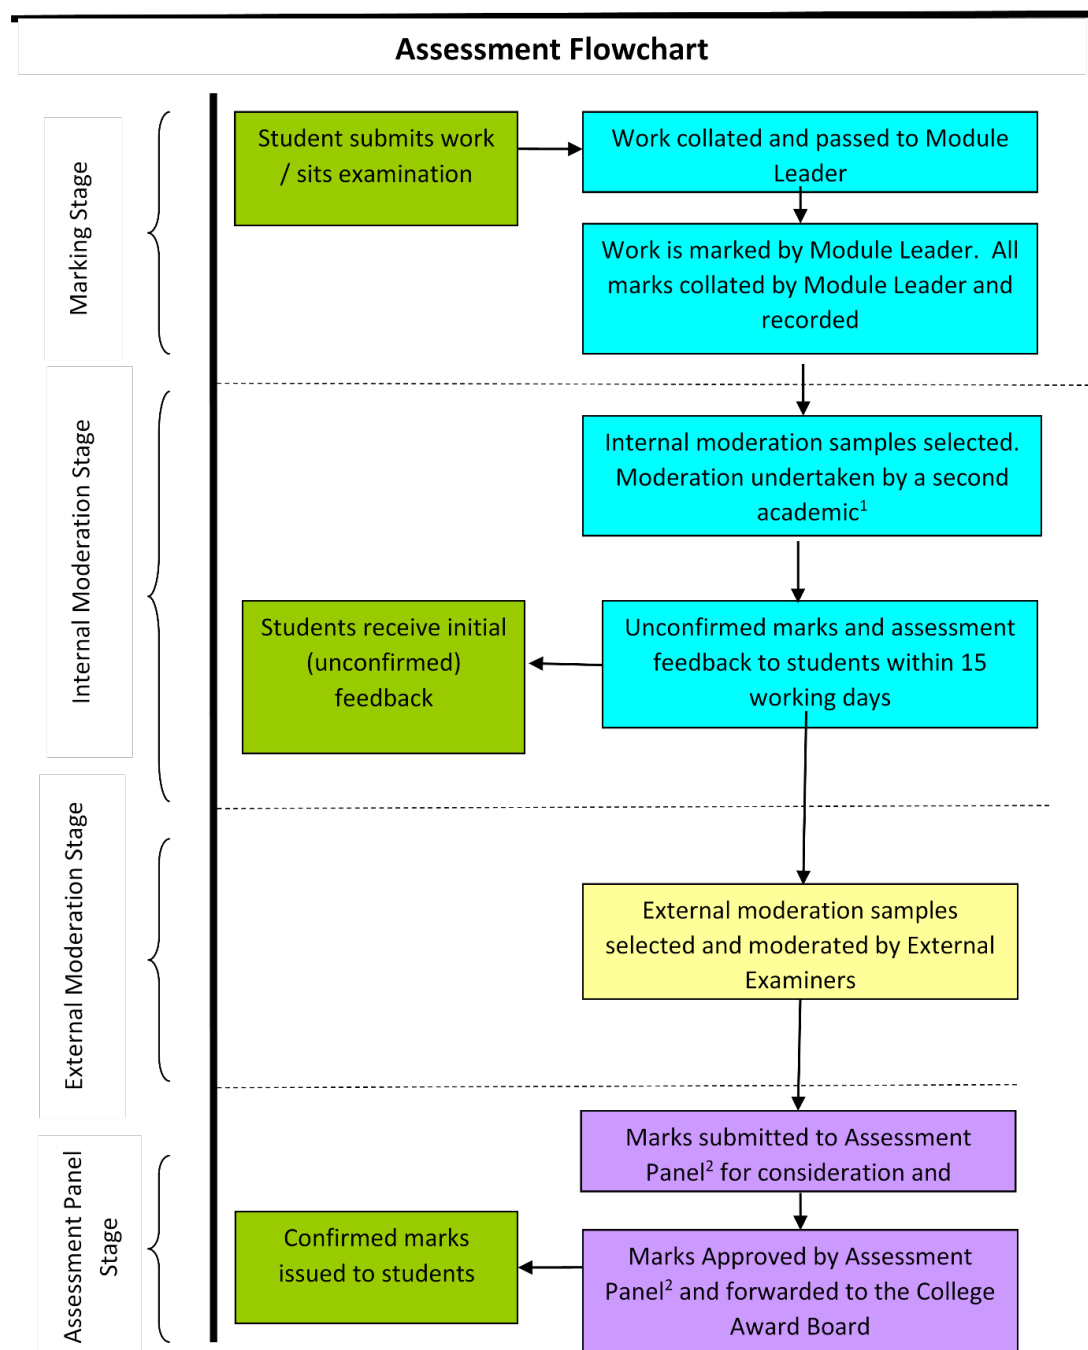 Assessment Flowchart
Marking Stage
Student submits work
/ sits examination
Work collated and passed to Module
Leader
Work is marked by Module Leader.  All
marks collated by Module Leader and
recorded
Internal Moderation Stage
Internal moderation samples selected.
Moderation undertaken by a second
academic¹
Students receive initial
(unconfirmed)
feedback
Unconfirmed marks and assessment
feedback to students within 15
working days
External Moderation Stage
External moderation samples
selected and moderated by External
Examiners
Assessment Panel
Stage
Marks submitted to Assessment
Panel² for consideration and
Confirmed marks
issued to students
Marks Approved by Assessment
Panel² and forwarded to the College
Award Board